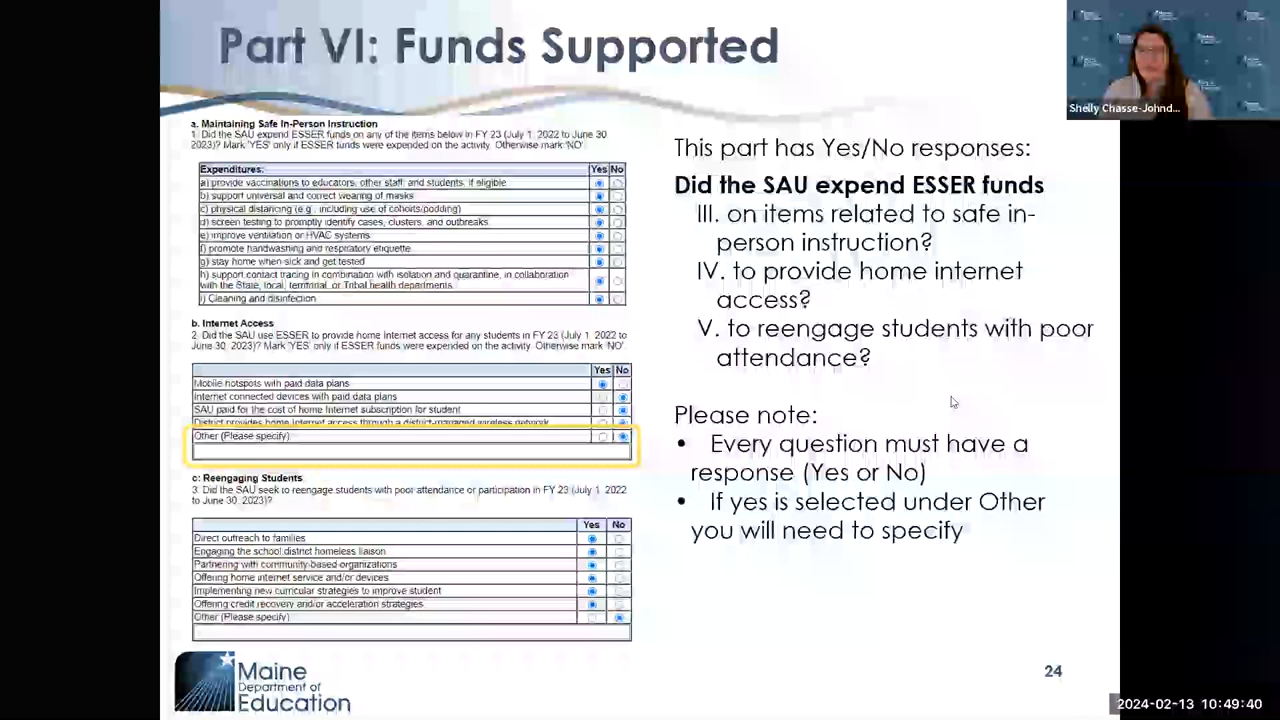 Part VI: Funds Supported
Shelly Chasse-Johnd...
a. Maintaining Safe In-Person Instruction
1. Did the SAU expend ESSER funds on any of the items below in FY 23 (July 1, 2022 to June 30,
2023)? Mark 'YES' only if ESSER funds were expended on the activity. Otherwise mark 'NO'.
Expenditures: Yes No
a) provide vaccinations to educators, other staff, and students, if eligible
b) support universal and correct wearing of masks
c) physical distancing (e.g., including use of cohorts/podding)
d) screen testing to promptly identify cases, clusters, and outbreaks
e) improve ventilation or HVAC systems
f) promote handwashing and respiratory etiquette
g) stay home when sick and get tested
h) support contact tracing in combination with isolation and quarantine, in collaboration
with the State, local, territorial, or Tribal health departments.
i) Cleaning and disinfection
b. Internet Access
2. Did the SAU use ESSER to provide home Internet access for any students in FY 23 (July 1, 2022 to
June 30, 2023)? Mark 'YES' only if ESSER funds were expended on the activity. Otherwise mark 'NO'.
Yes No
Mobile hotspots with paid data plans
Internet connected devices with paid data plans
SAU paid for the cost of home Internet subscription for student
District provides home Internet access through a district-managed wireless network
Other (Please specify)
c: Reengaging Students
3. Did the SAU seek to reengage students with poor attendance or participation in FY 23 (July 1, 2022
to June 30, 2023)?
Yes No
Direct outreach to families
Engaging the school district homeless liaison
Partnering with community-based organizations
Offering home internet service and/or devices
Implementing new curricular strategies to improve student
Offering credit recovery and/or acceleration strategies
Other (Please specify)
This part has Yes/No responses:
Did the SAU expend ESSER funds
III. on items related to safe in-
person instruction?
IV. to provide home internet
access?
V. to reengage students with poor
attendance?
Please note:
• Every question must have a
response (Yes or No)
• If yes is selected under Other
you will need to specify
Maine
Department of
Education
24
2024-02-13 10:49:40